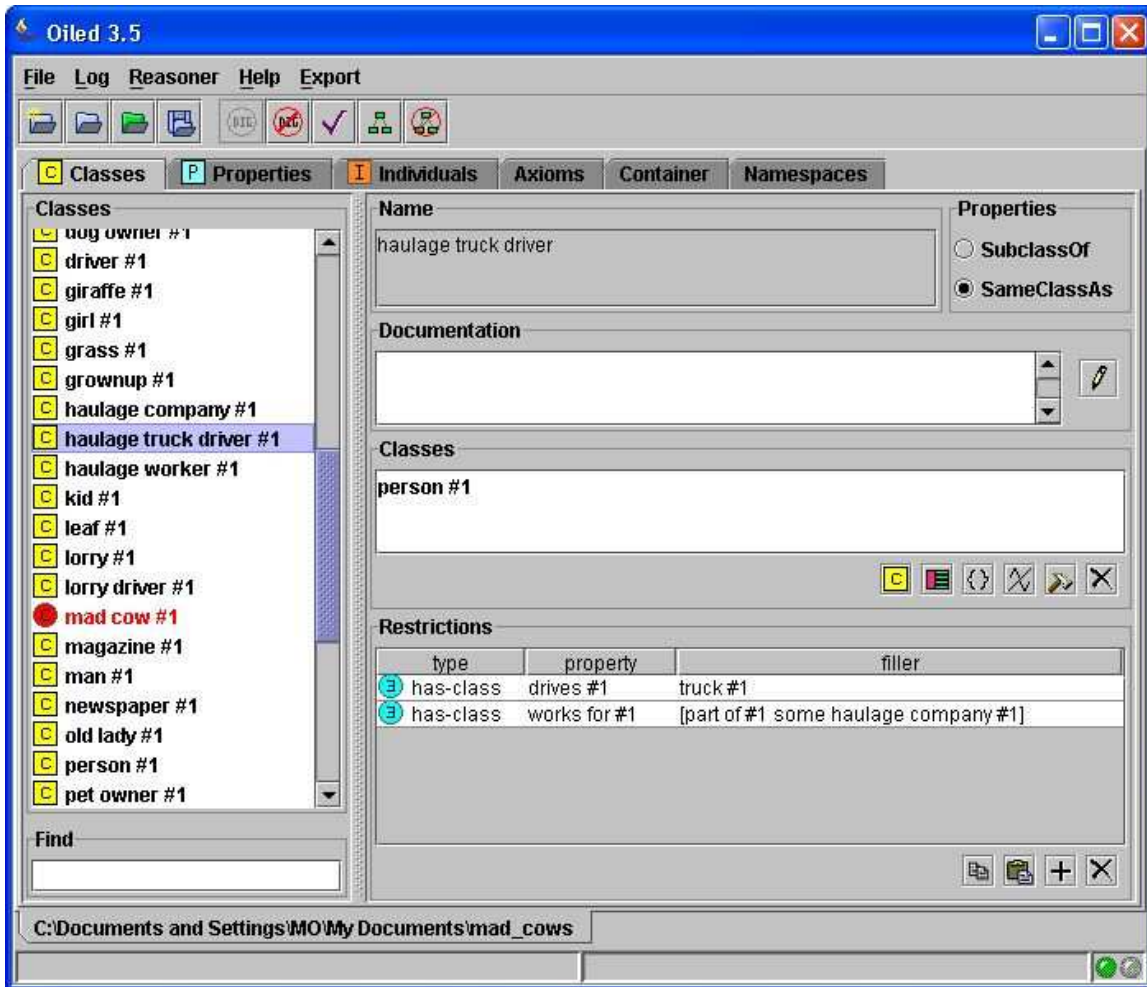 Oiled 3.5
File Log Reasoner Help Export
C Classes P Properties I Individuals Axioms Container Namespaces
Classes
dog owner #1
C driver #1
C giraffe #1
C girl #1
C grass #1
C grownup #1
C haulage company #1
C haulage truck driver #1
C haulage worker #1
C kid #1
C leaf #1
C lorry #1
C lorry driver #1
C mad cow #1
C magazine #1
C man #1
C newspaper #1
C old lady #1
C person #1
C pet owner #1
Find
Name
haulage truck driver
Properties
SubclassOf
SameClassAs
Documentation
Classes
person #1
C {}
Restrictions
type property filler
∃ has-class drives #1 truck #1
∃ has-class works for #1 [part of #1 some haulage company #1]
C:\Documents and Settings\MO\My Documents\mad_cows